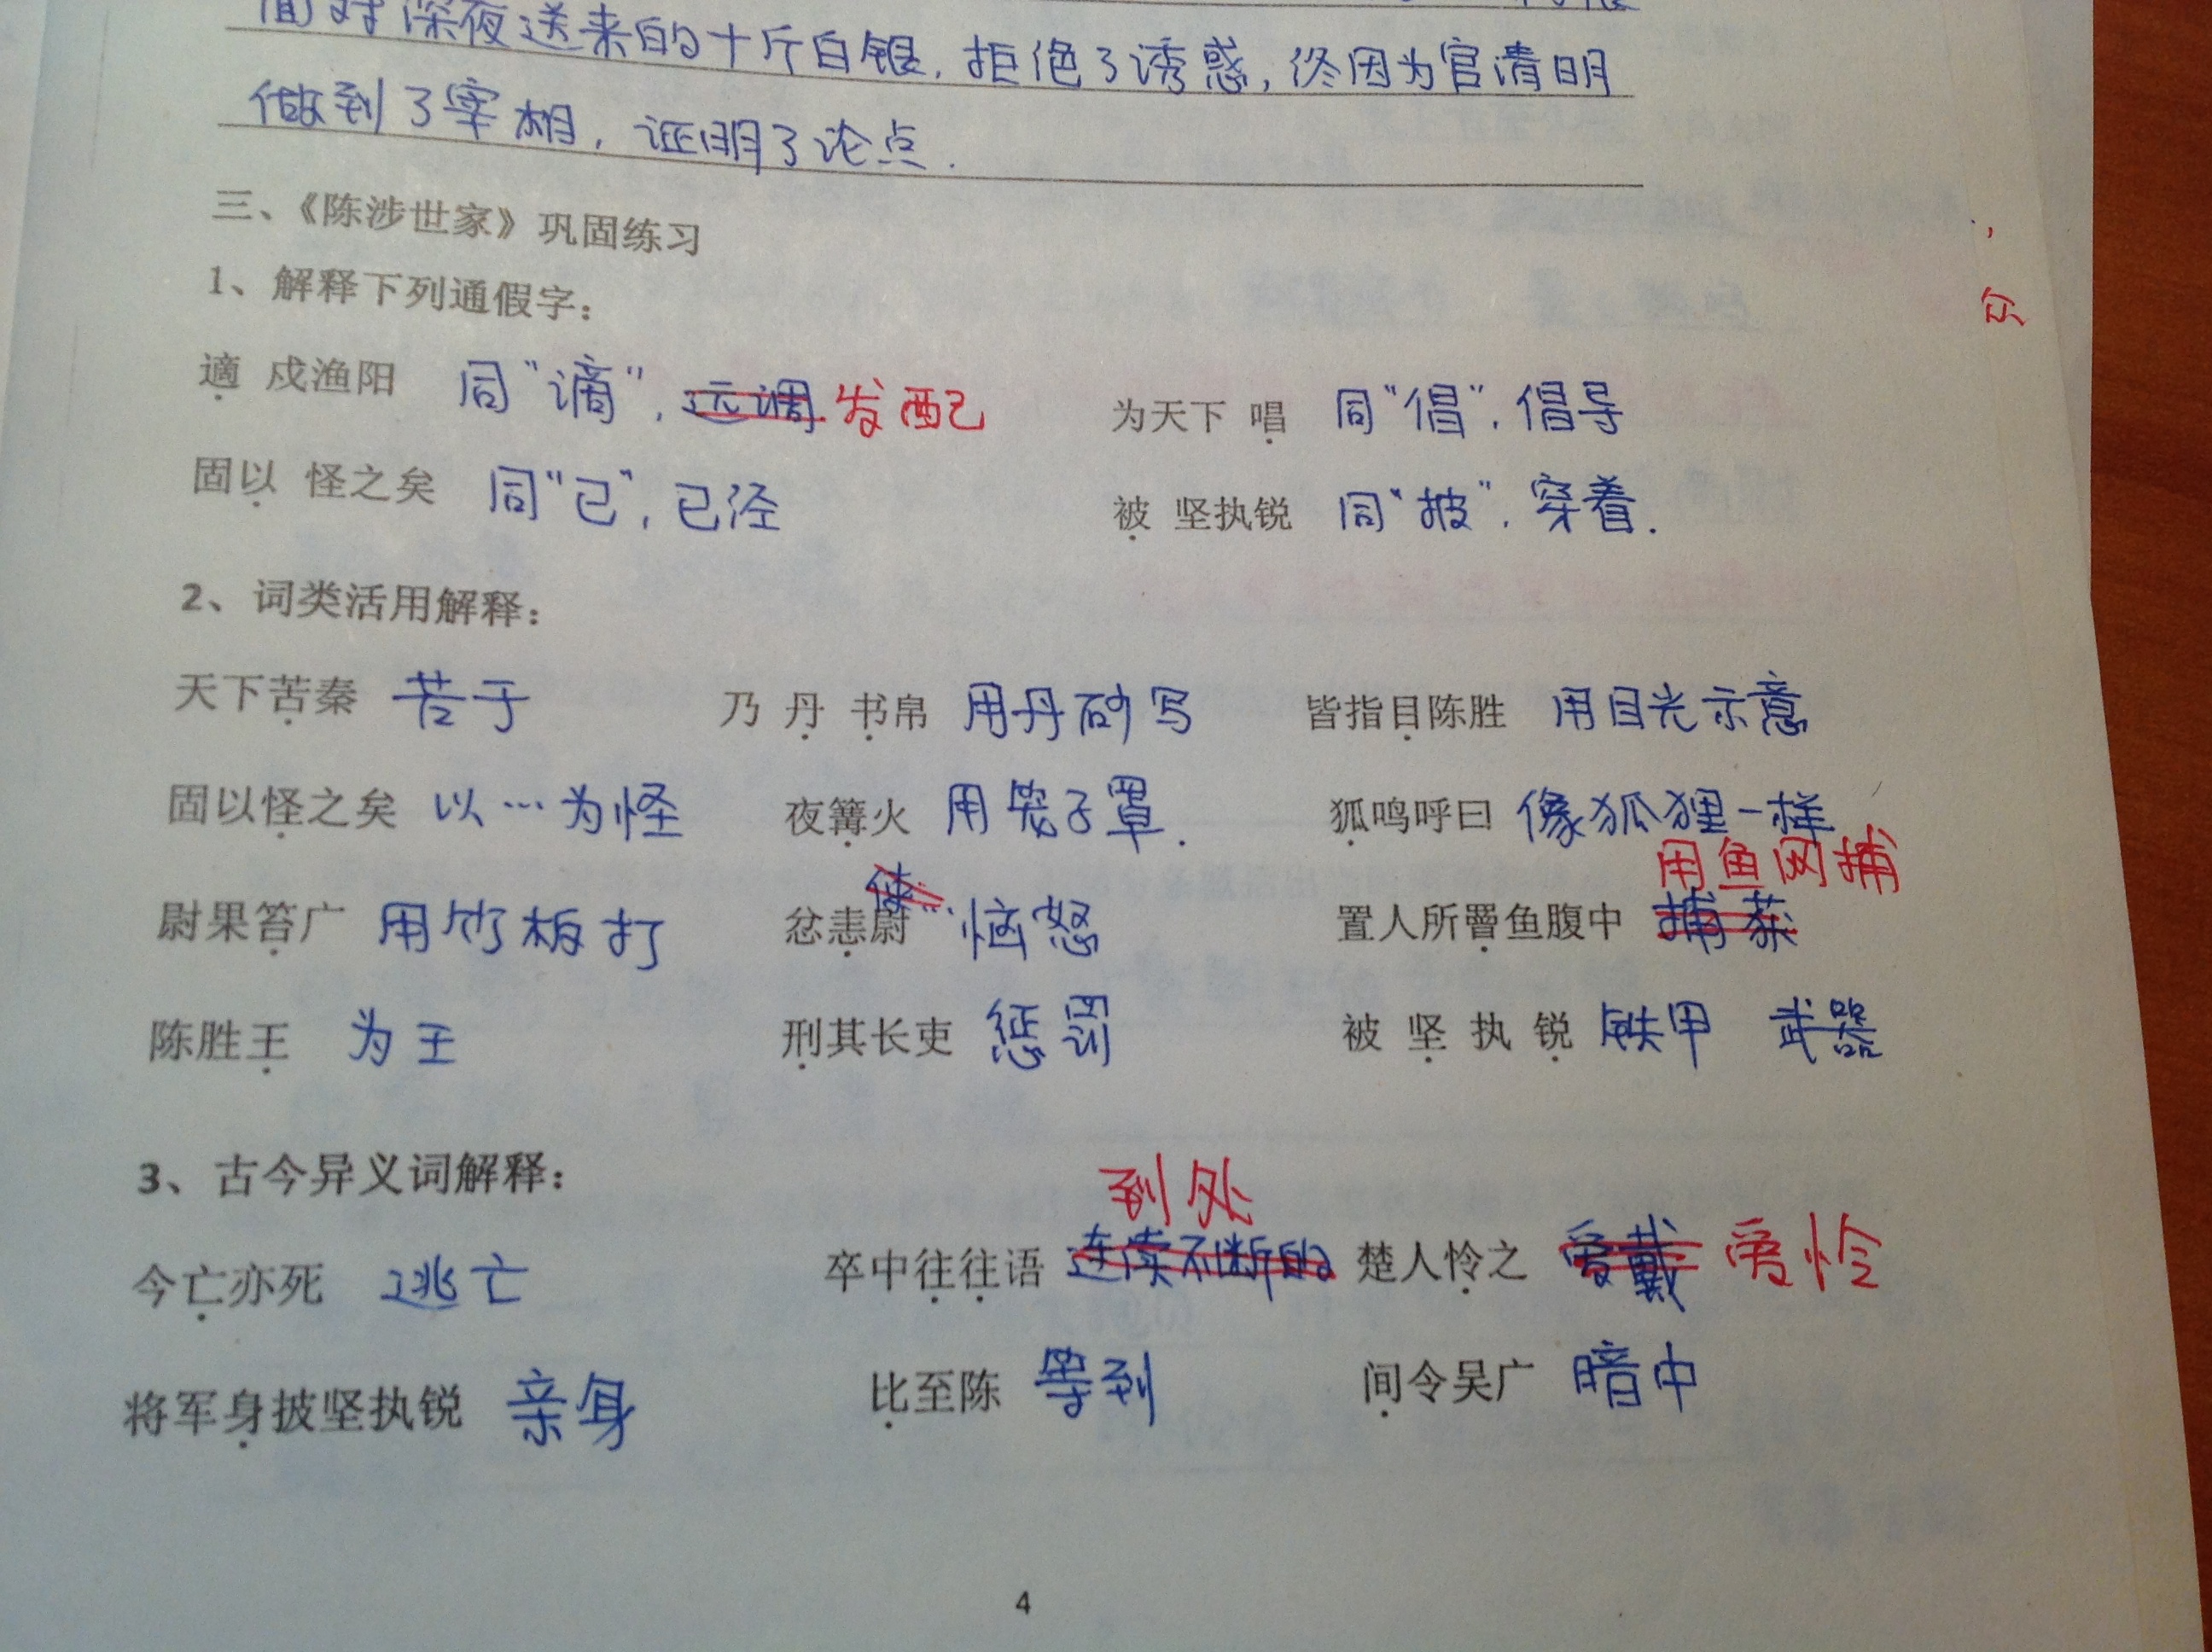 面对深夜送来的十斤白银，拒绝了诱惑，终因为官清明
做到了宰相，证明了论点．
三、《陈涉世家》巩固练习
1、解释下列通假字：
众
適 戍渔阳 同“谪”，远调 发配 为天下 唱 同“倡”，倡导
固以 怪之矣 同“已”，已经 被 坚执锐 同“披”，穿着．
2、词类活用解释：
天下苦秦 苦于 乃 丹 书帛 用丹砂写 皆指目陈胜 用目光示意
固以怪之矣 以…为怪 夜篝火 用笼子罩． 狐鸣呼曰 像狐狸一样
使… 用鱼网捕
尉果笞广 用竹板打 忿恚尉 恼怒 置人所罾鱼腹中 捕
陈胜王 为王 刑其长吏 惩罚 被 坚 执 锐 铁甲 武器
3、古今异义词解释：
到处
今亡亦死 逃亡 卒中往往语 连续不断的 楚人怜之 爱戴 爱怜
将军身披坚执锐 亲身 比至陈 等到 间令吴广 暗中
4